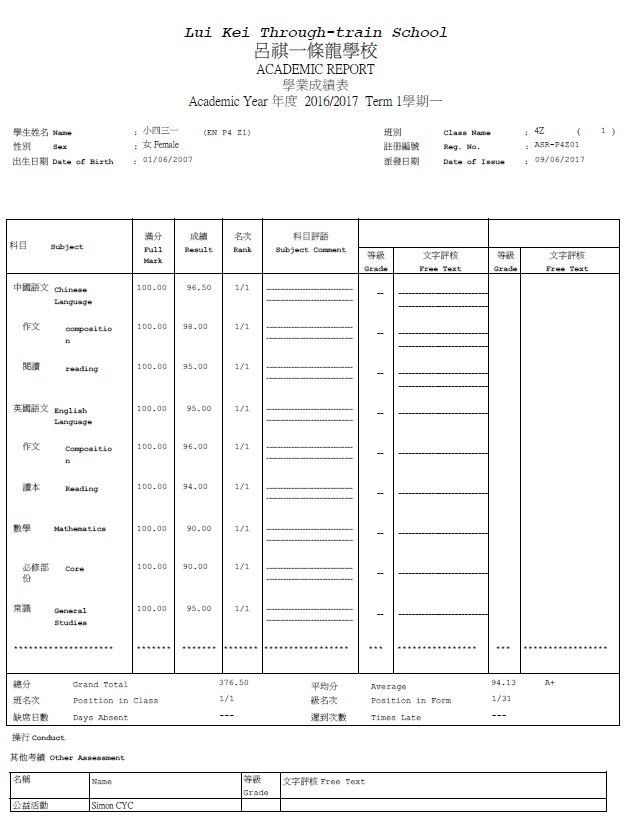 Lui Kei Through-train School
呂祺一條龍學校
ACADEMIC REPORT
學業成績表
Academic Year 年度 2016/2017 Term 1學期一
學生姓名 Name : 小四三一 (EN P4 Z1) 班別 Class Name : 4Z ( 1 )
性別 Sex : 女 Female 註冊編號 Reg. No. : ASR-P4Z01
出生日期 Date of Birth : 01/06/2007 派發日期 Date of Issue : 09/06/2017
科目 Subject 滿分 Full Mark 成績 Result 名次 Rank 科目評語 Subject Comment 等級 Grade 文字評核 Free Text 等級 Grade 文字評核 Free Text
中國語文 Chinese Language 100.00 96.50 1/1 -- 
作文 composition 100.00 98.00 1/1 --
閱讀 reading 100.00 95.00 1/1 --
英國語文 English Language 100.00 95.00 1/1 --
作文 Composition 100.00 96.00 1/1 --
讀本 Reading 100.00 94.00 1/1 --
數學 Mathematics 100.00 90.00 1/1 --
必修部份 Core 100.00 90.00 1/1 --
常識 General Studies 100.00 95.00 1/1 --
******************** ******* ******* ******* ***************** *** **************** *** *****************
總分 Grand Total 376.50 平均分 Average 94.13 A+
班名次 Position in Class 1/1 級名次 Position in Form 1/31
缺席日數 Days Absent --- 遲到次數 Times Late ---
操行 Conduct
其他考績 Other Assessment
名稱 Name 等級 Grade 文字評核 Free Text
公益活動 Simon CYC